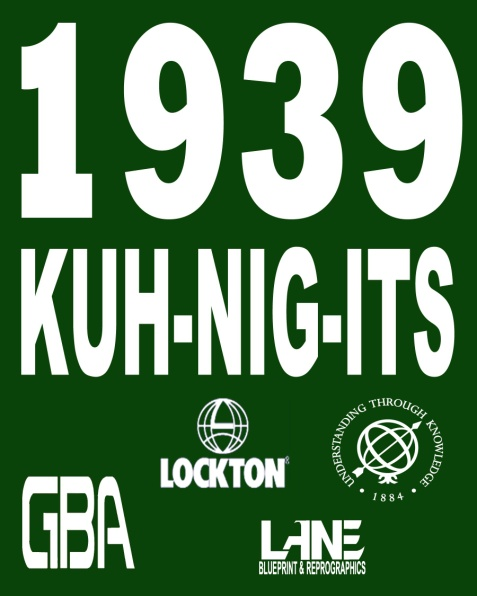 1939
KUH-NIG-ITS
LOCKTON®
UNDERSTANDING THROUGH KNOWLEDGE
• 1884 •
GBA
LANE
BLUEPRINT & REPROGRAPHICS